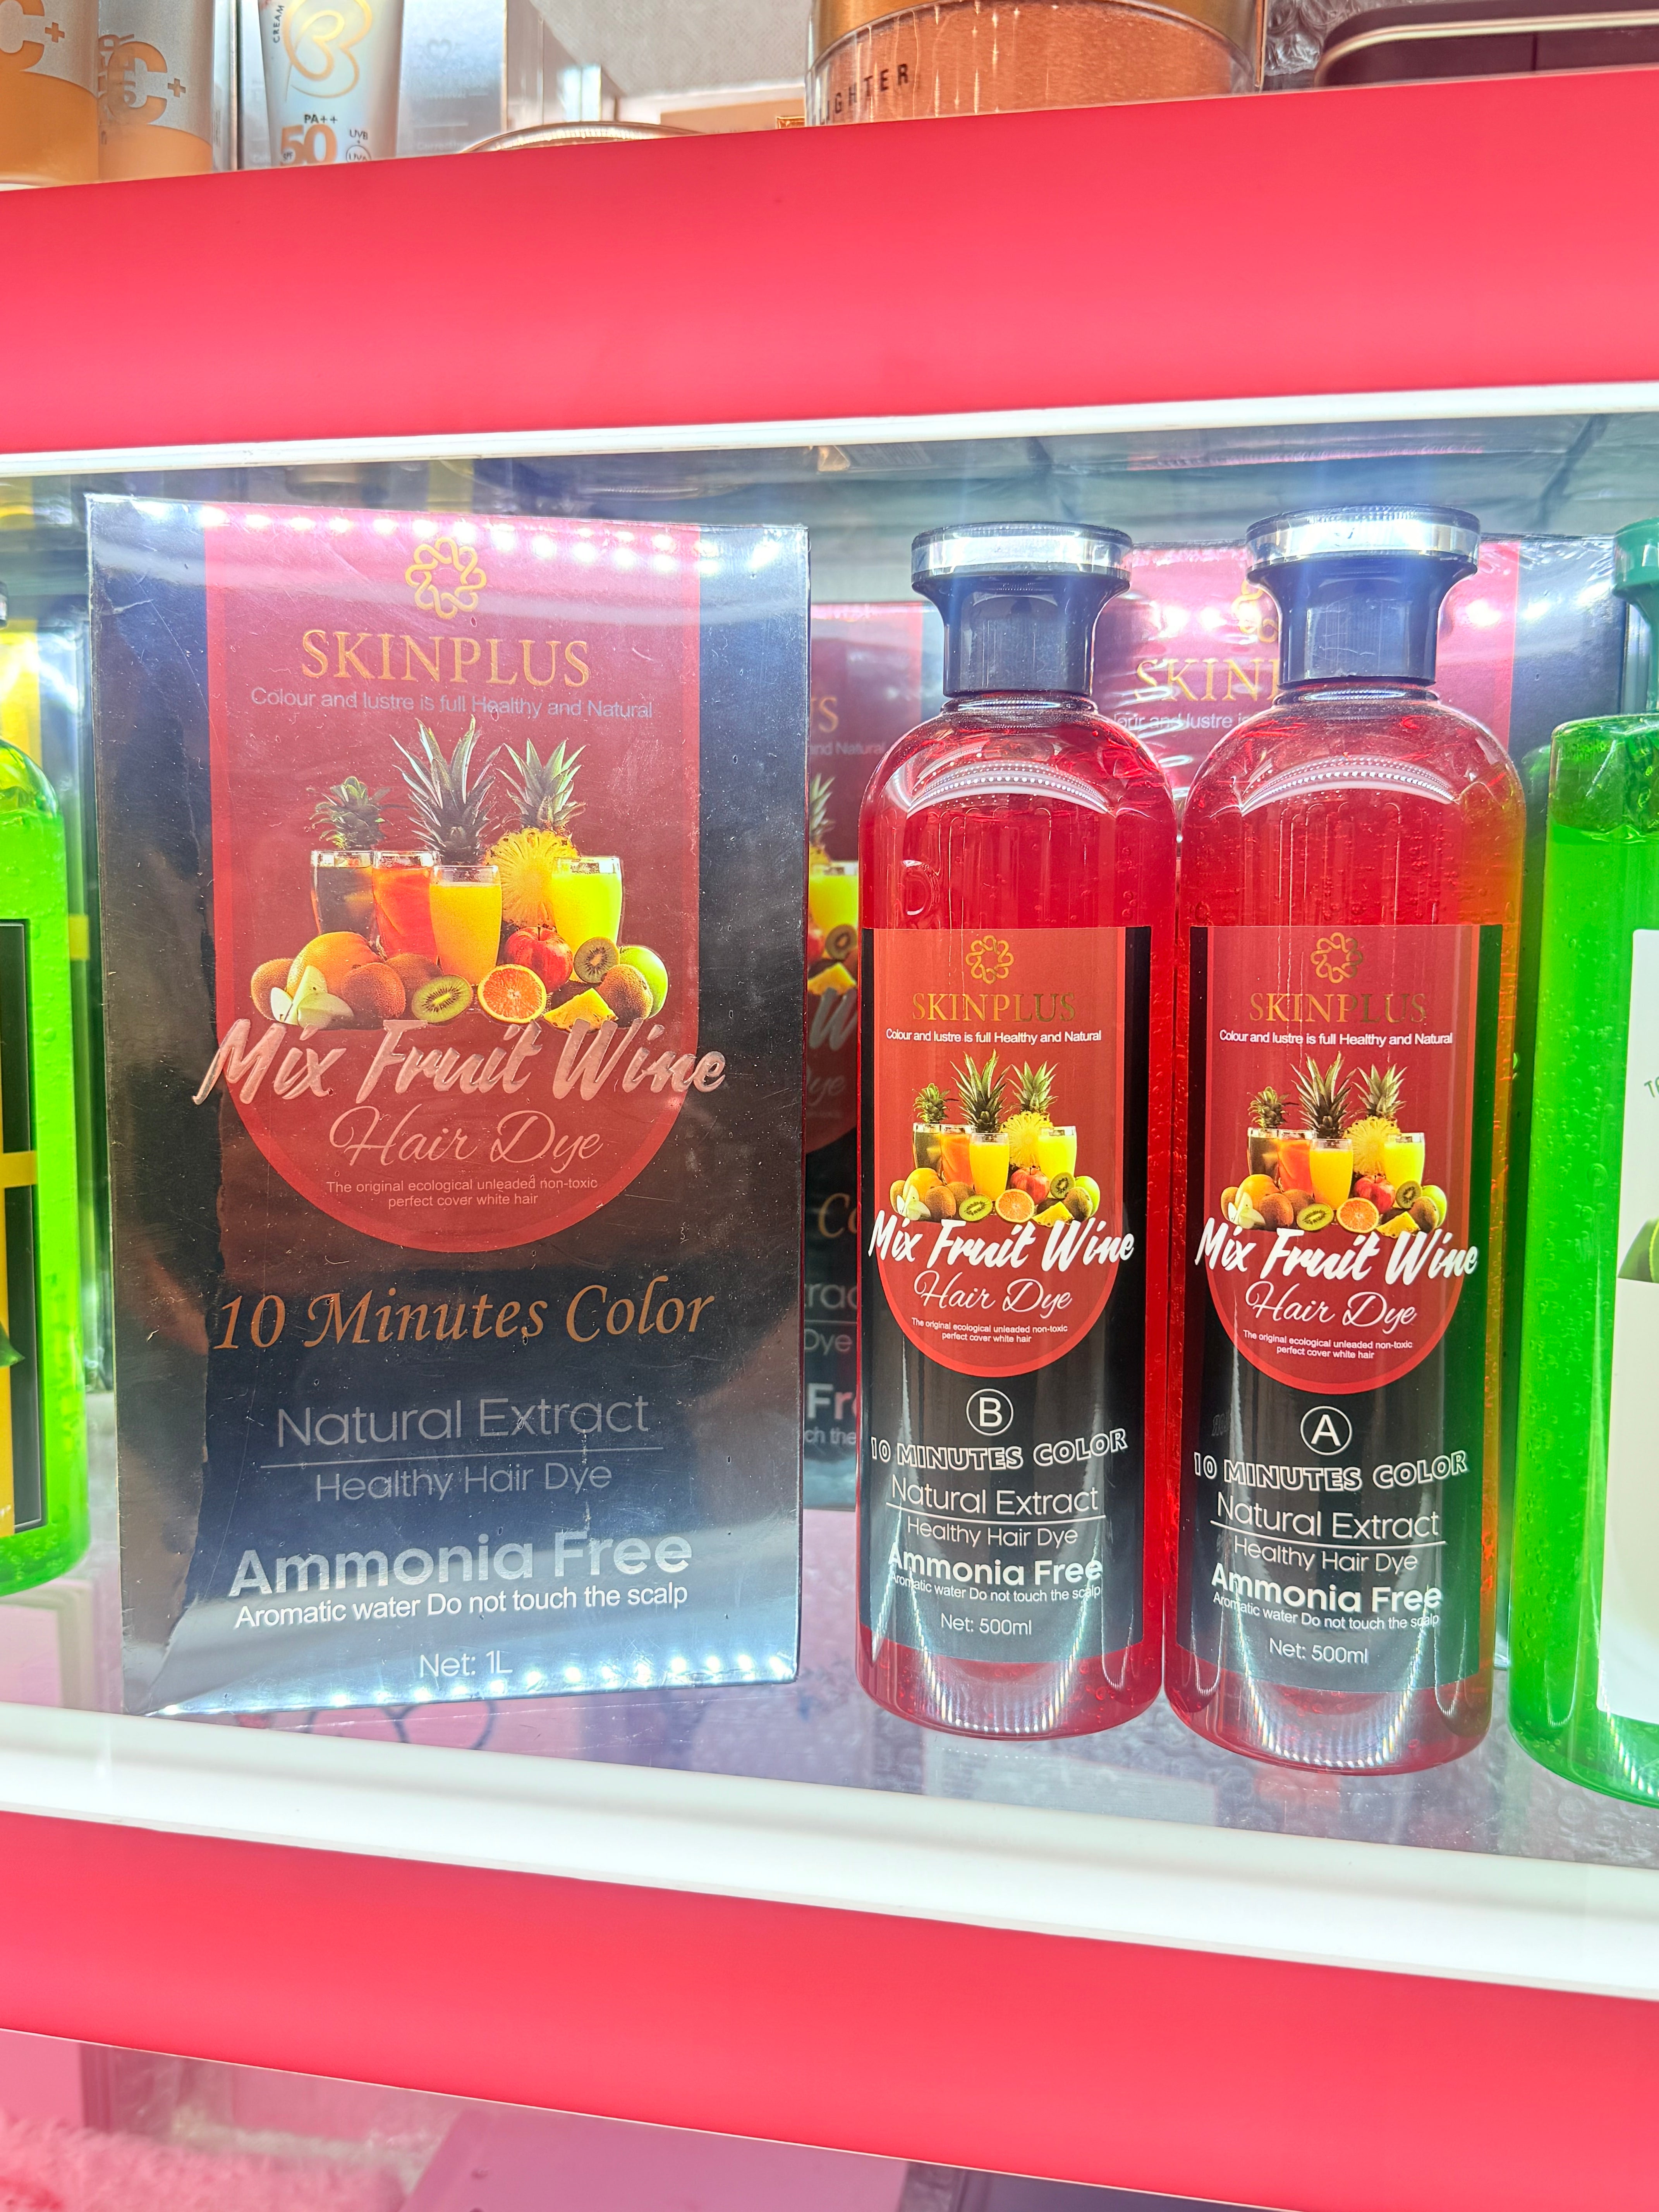 CREAM
PA++
50
UVB
LIGHTER
SKINPLUS
Colour and lustre is full Healthy and Natural
Mix Fruit Wine
Hair Dye
The original ecological unleaded non-toxic
perfect cover white hair
10 Minutes Color
Natural Extract
Healthy Hair Dye
Ammonia Free
Aromatic water Do not touch the scalp
Net: 1L
SKINPLUS
Colour and lustre is full Healthy and Natural
Mix Fruit Wine
Hair Dye
The original ecological unleaded non-toxic
perfect cover white hair
B
10 MINUTES COLOR
Natural Extract
Healthy Hair Dye
Ammonia Free
Aromatic water Do not touch the scalp
Net: 500ml
SKINPLUS
Colour and lustre is full Healthy and Natural
Mix Fruit Wine
Hair Dye
The original ecological unleaded non-toxic
perfect cover white hair
A
10 MINUTES COLOR
Natural Extract
Healthy Hair Dye
Ammonia Free
Aromatic water Do not touch the scalp
Net: 500ml